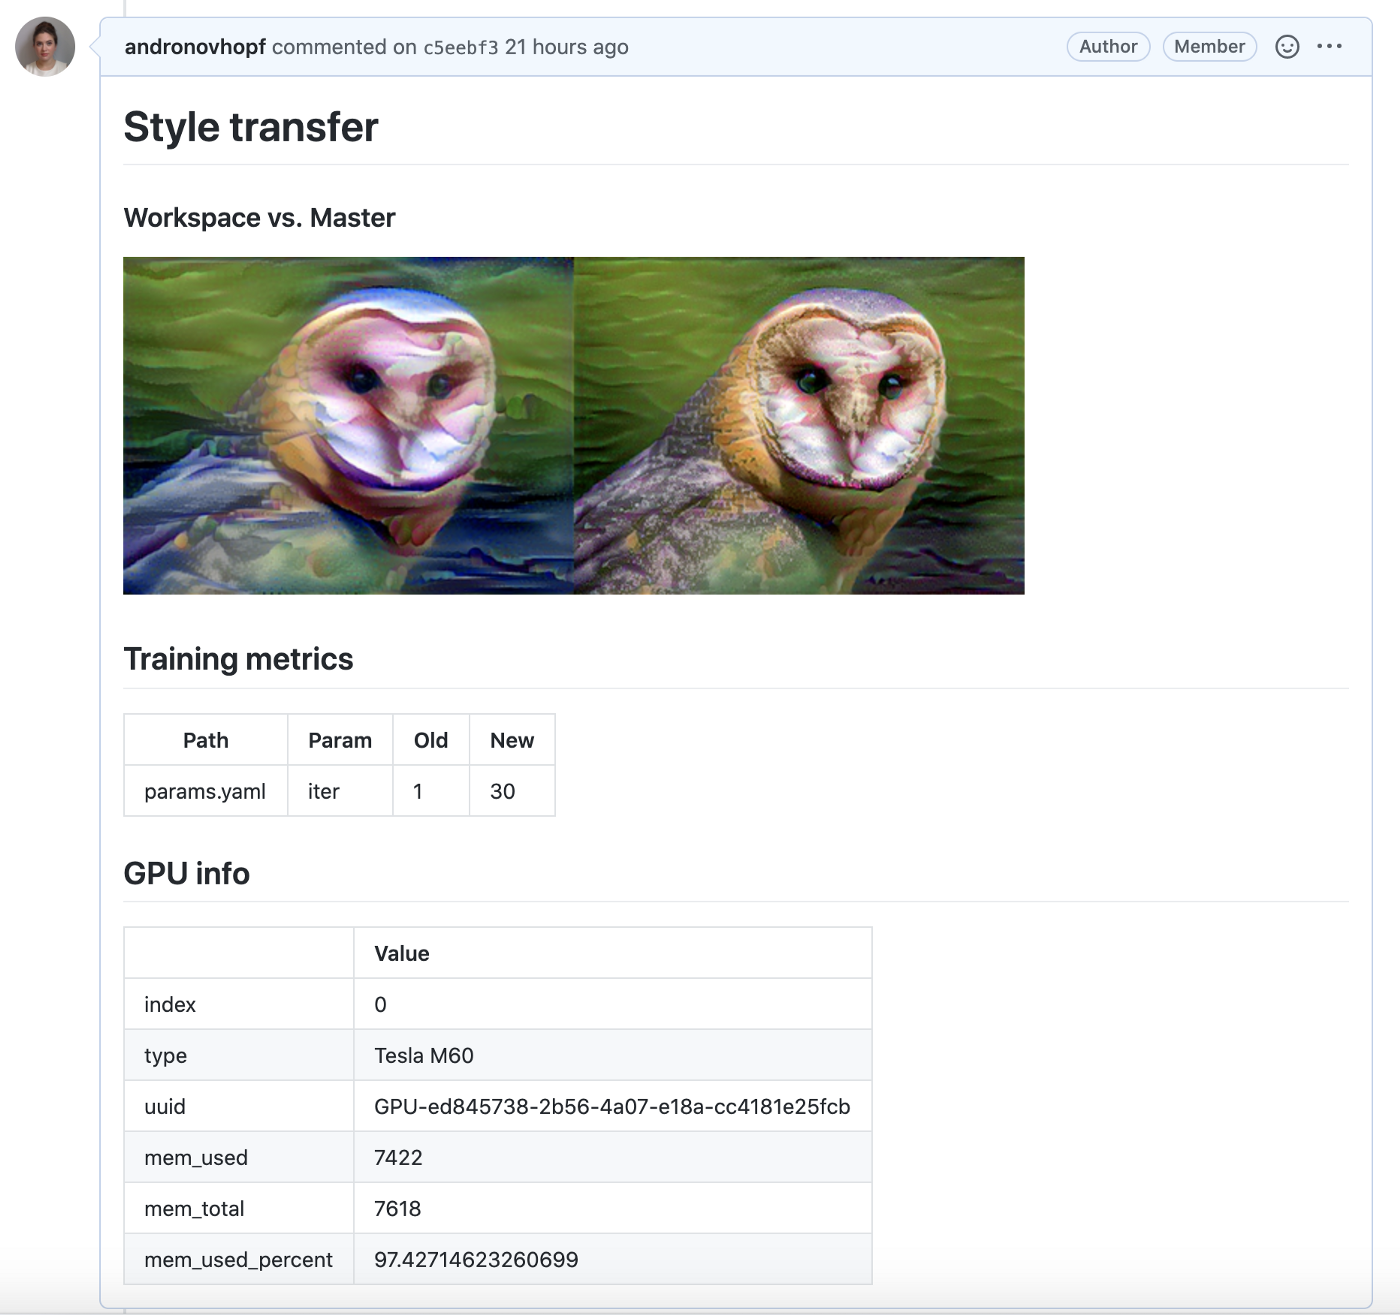 andronovhopf commented on c5eebf3 21 hours ago Author Member
Style transfer
Workspace vs. Master
Training metrics
Path Param Old New
params.yaml iter 1 30
GPU info
Value
index 0
type Tesla M60
uuid GPU-ed845738-2b56-4a07-e18a-cc4181e25fcb
mem_used 7422
mem_total 7618
mem_used_percent 97.42714623260699